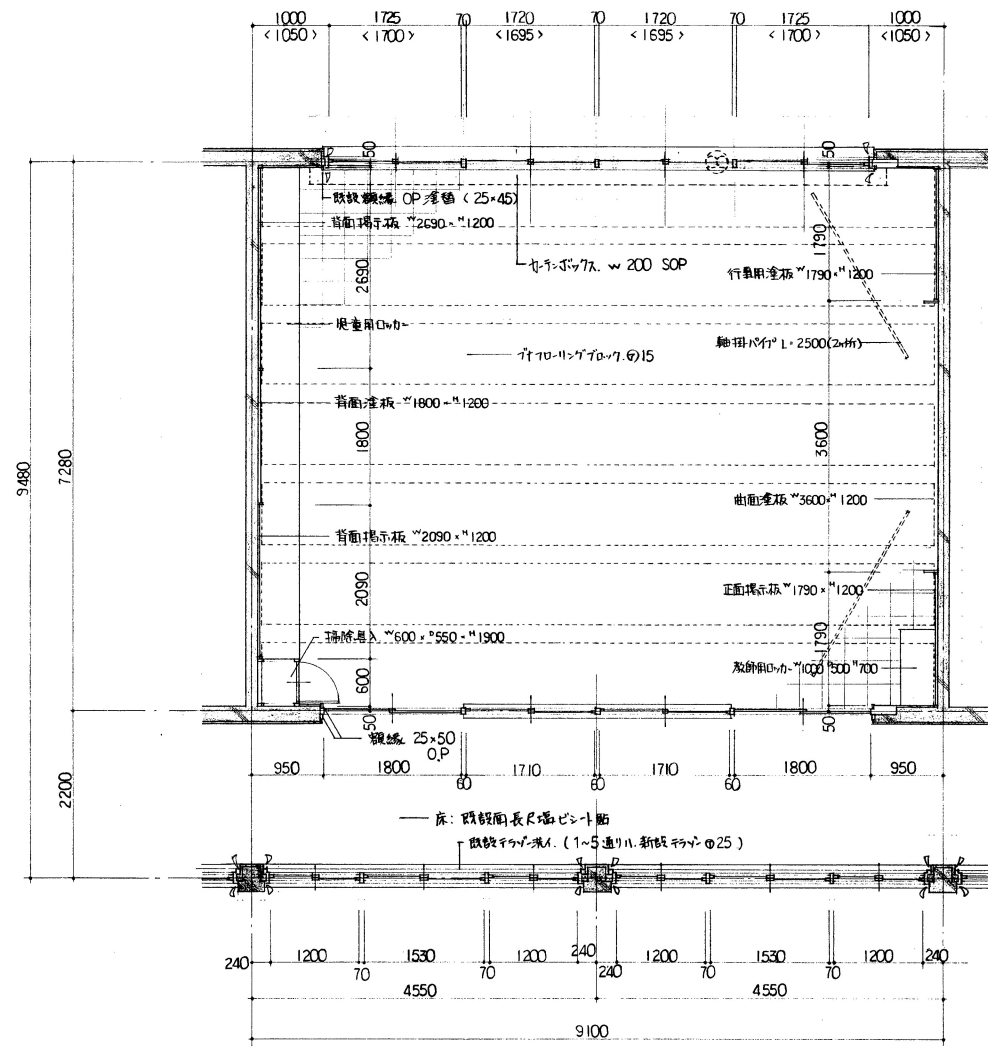 1000 1725 70 1720 70 1720 70 1725 1000
<1050> <1700> <1695> <1695> <1700> <1050>
50 50
既設額縁 OP塗替 (25×45)
背面掲示板 W2690×H1200
カーテンボックス. W 200 SOP
2690
1790
行事用塗板 W1790×H1200
児童用ロッカー
ブナフローリングブロック.㋐15
軸掛パイプ L=2500(2ヶ所)
背面塗板 W1800×H1200
1800
3600
9480
7280
曲面塗板 W3600×H1200
背面掲示板 W2090×H1200
2090
正面掲示板 W1790×H1200
1790
掃除具入 W600×D550×H1900
600
教師用ロッカー W1000 D500 H700
50 50
額縁 25×50
O.P
950 1800 60 1710 60 1710 60 1800 950
2200
床: 既設面長尺塩ビシート貼
既設テラゾー洗イ. (1~5通りハ.新設テラゾー㋐25)
240 1200 70 1530 70 1200 240 240 1200 70 1530 70 1200 240
4550 4550
9100